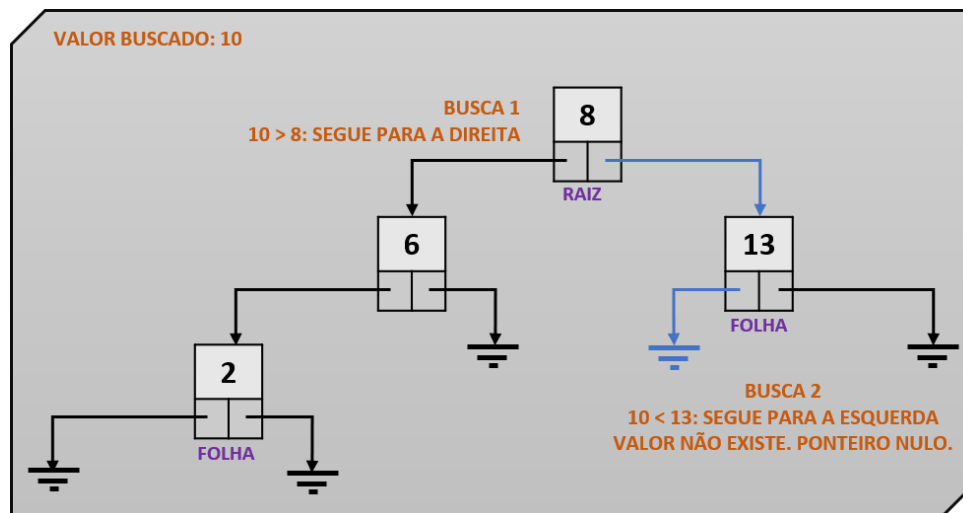 VALOR BUSCADO: 10
BUSCA 1
10 > 8: SEGUE PARA A DIREITA
8
RAIZ
6
13
FOLHA
2
FOLHA
BUSCA 2
10 < 13: SEGUE PARA A ESQUERDA
VALOR NÃO EXISTE. PONTEIRO NULO.